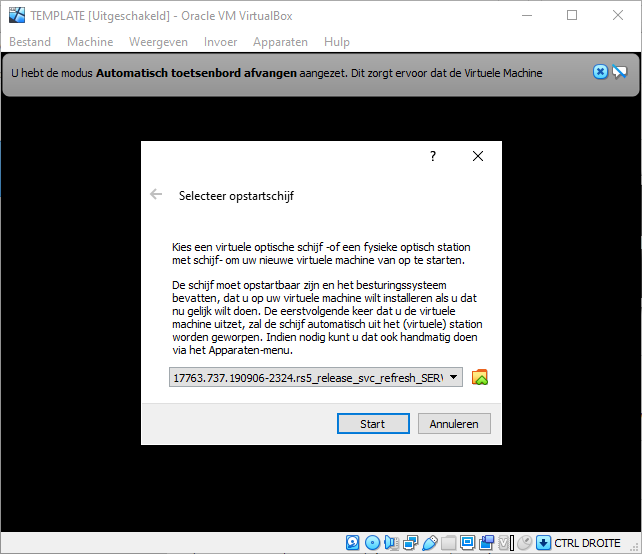 TEMPLATE [Uitgeschakeld] - Oracle VM VirtualBox
Bestand Machine Weergeven Invoer Apparaten Hulp
U hebt de modus Automatisch toetsenbord afvangen aangezet. Dit zorgt ervoor dat de Virtuele Machine
?
Selecteer opstartschijf
Kies een virtuele optische schijf -of een fysieke optisch station
met schijf- om uw nieuwe virtuele machine van op te starten.
De schijf moet opstartbaar zijn en het besturingssysteem
bevatten, dat u op uw virtuele machine wilt installeren als u dat
nu gelijk wilt doen. De eerstvolgende keer dat u de virtuele
machine uitzet, zal de schijf automatisch uit het (virtuele) station
worden geworpen. Indien nodig kunt u dat ook handmatig doen
via het Apparaten-menu.
17763.737.190906-2324.rs5_release_svc_refresh_SERV
Start Annuleren
CTRL DROITE